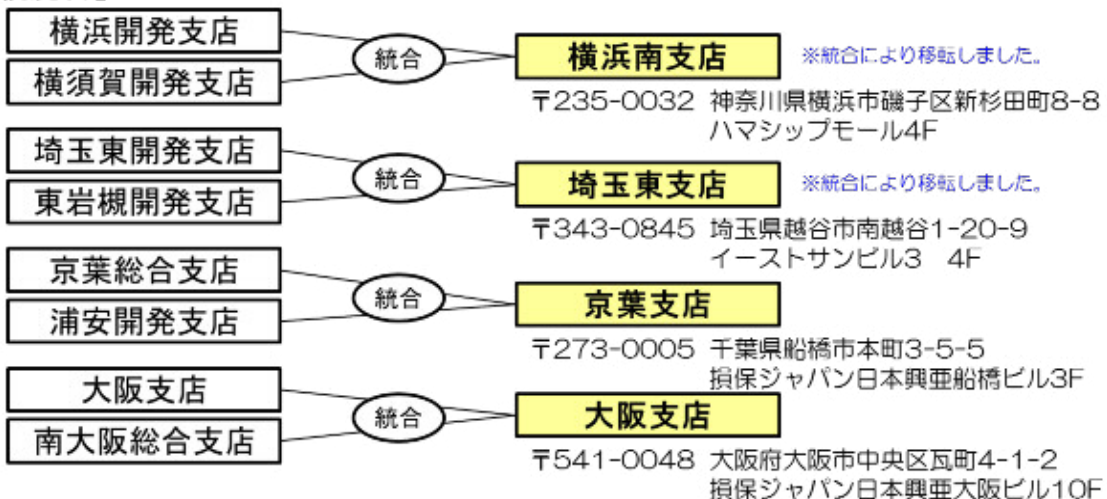 横浜開発支店
横須賀開発支店
統合
横浜南支店
※統合により移転しました。
〒235-0032 神奈川県横浜市磯子区新杉田町8-8
ハマシップモール4F
埼玉東開発支店
東岩槻開発支店
統合
埼玉東支店
※統合により移転しました。
〒343-0845 埼玉県越谷市南越谷1-20-9
イーストサンビル3 4F
京葉総合支店
浦安開発支店
統合
京葉支店
〒273-0005 千葉県船橋市本町3-5-5
損保ジャパン日本興亜船橋ビル3F
大阪支店
南大阪総合支店
統合
大阪支店
〒541-0048 大阪府大阪市中央区瓦町4-1-2
損保ジャパン日本興亜大阪ビル10F